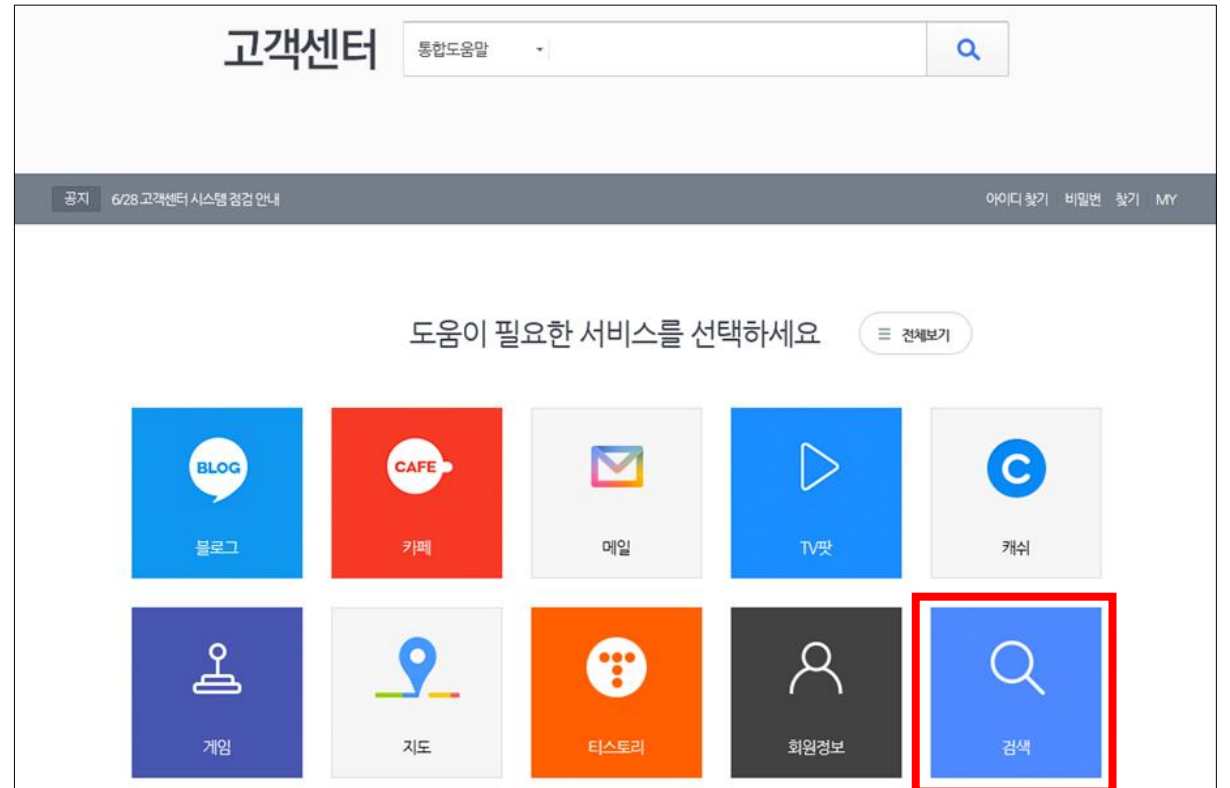 고객센터
통합도움말
공지 6/28 고객센터 시스템 점검 안내
아이디 찾기 비밀번 찾기 MY
도움이 필요한 서비스를 선택하세요
전체보기
BLOG
CAFE
C
블로그
카페
메일
TV팟
캐쉬
게임
지도
티스토리
회원정보
검색